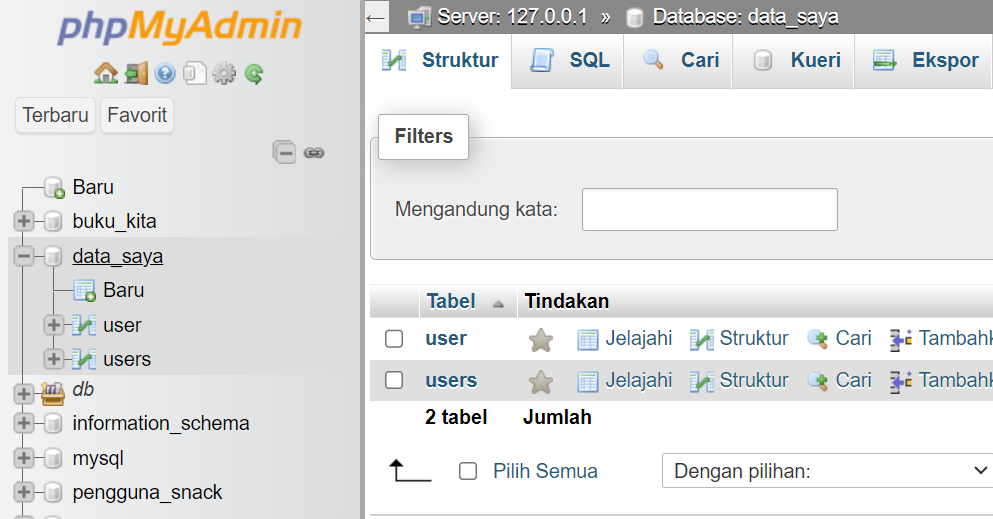 phpMyAdmin
Terbaru Favorit
Baru
buku_kita
data_saya
Baru
user
users
db
information_schema
mysql
pengguna_snack
← Server: 127.0.0.1 » Database: data_saya
Struktur SQL Cari Kueri Ekspor
Filters
Mengandung kata:
Tabel Tindakan
user Jelajahi Struktur Cari
users Jelajahi Struktur Cari
2 tabel Jumlah
Pilih Semua Dengan pilihan: